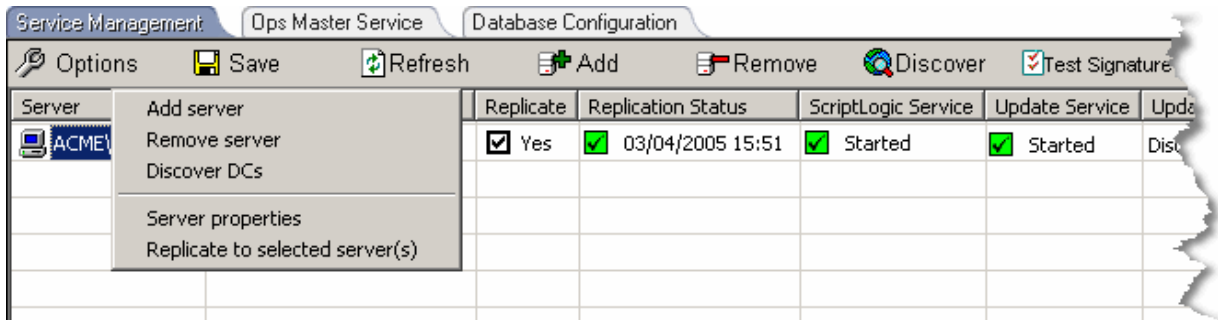 Service Management Ops Master Service Database Configuration
Options Save Refresh Add Remove Discover Test Signature
Server Replicate Replication Status ScriptLogic Service Update Service
ACME\ Yes 03/04/2005 15:51 Started Started
Add server
Remove server
Discover DCs
Server properties
Replicate to selected server(s)